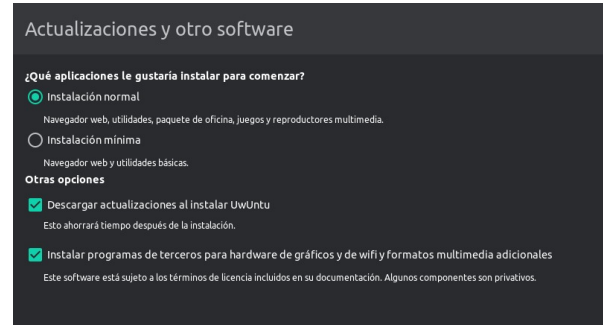 Actualizaciones y otro software
¿Qué aplicaciones le gustaría instalar para comenzar?
Instalación normal
Navegador web, utilidades, paquete de oficina, juegos y reproductores multimedia.
Instalación mínima
Navegador web y utilidades básicas.
Otras opciones
Descargar actualizaciones al instalar UwUntu
Esto ahorrará tiempo después de la instalación.
Instalar programas de terceros para hardware de gráficos y de wifi y formatos multimedia adicionales
Este software está sujeto a los términos de licencia incluidos en su documentación. Algunos componentes son privativos.